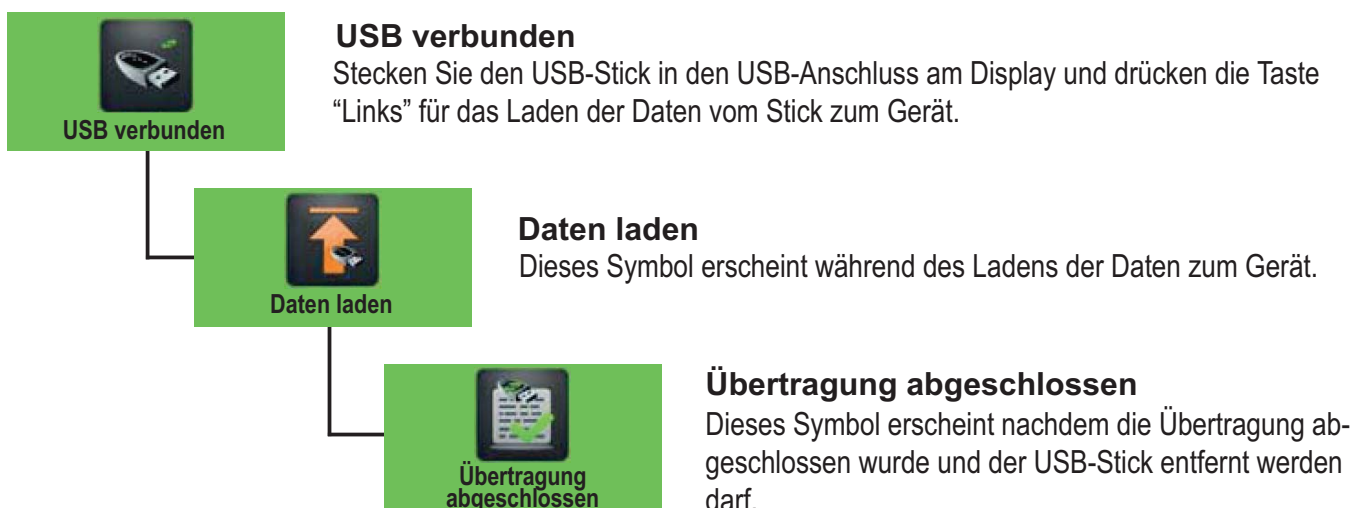 USB verbunden
USB verbunden
Stecken Sie den USB-Stick in den USB-Anschluss am Display und drücken die Taste
“Links” für das Laden der Daten vom Stick zum Gerät.
Daten laden
Daten laden
Dieses Symbol erscheint während des Ladens der Daten zum Gerät.
Übertragung
abgeschlossen
Übertragung abgeschlossen
Dieses Symbol erscheint nachdem die Übertragung ab-
geschlossen wurde und der USB-Stick entfernt werden
darf.